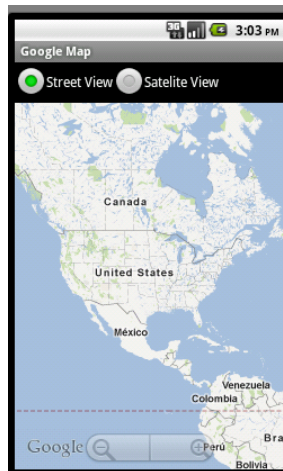 3G 3:03 PM
Google Map
Street View Satelite View
Canada
United States
México
Venezuela
Colombia
Perú
Bra
Bolivia
Google